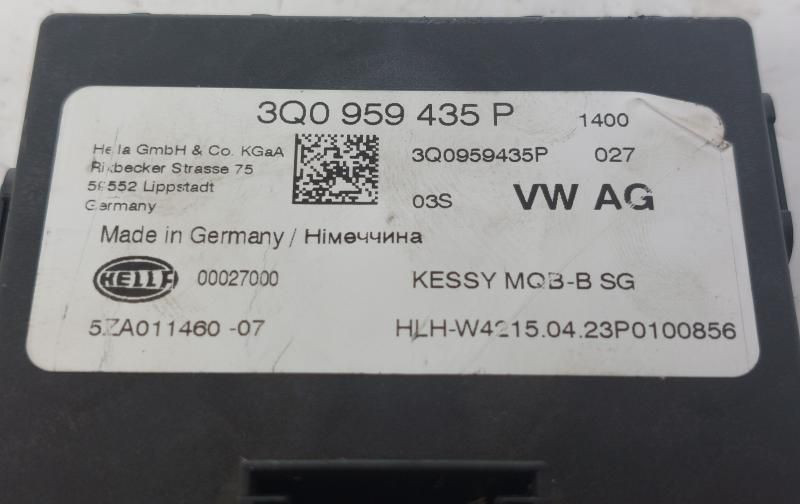 3Q0 959 435 P 1400
Hella GmbH & Co. KGaA
Rixbecker Strasse 75
59552 Lippstadt
Germany
3Q0959435P 027
03S VW AG
Made in Germany / Німеччина
HELLA 00027000 KESSY MQB-B SG
5ZA011460 -07 HLH-W4215.04.23P0100856